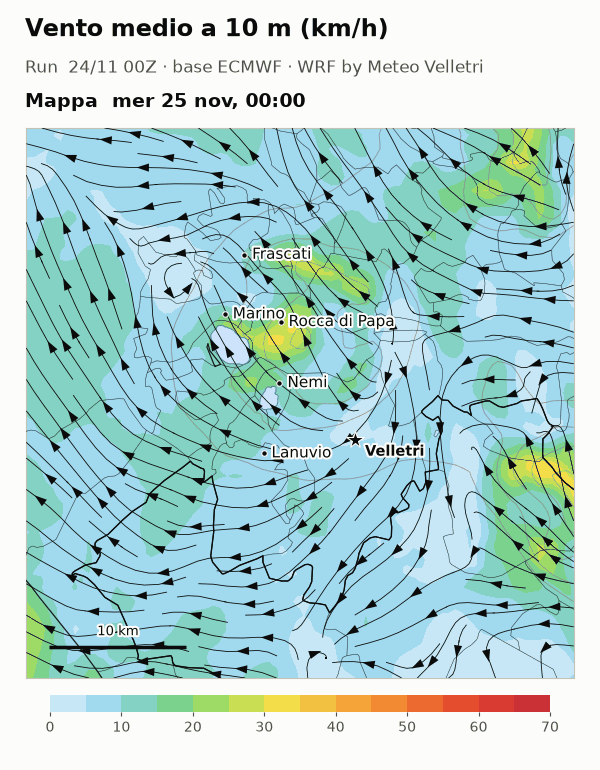 Vento medio a 10 m (km/h)
Run 24/11 00Z · base ECMWF · WRF by Meteo Velletri
Mappa mer 25 nov, 00:00
Frascati
Marino
Rocca di Papa
Nemi
Velletri
Lanuvio
10 km
0 10 20 30 40 50 60 70